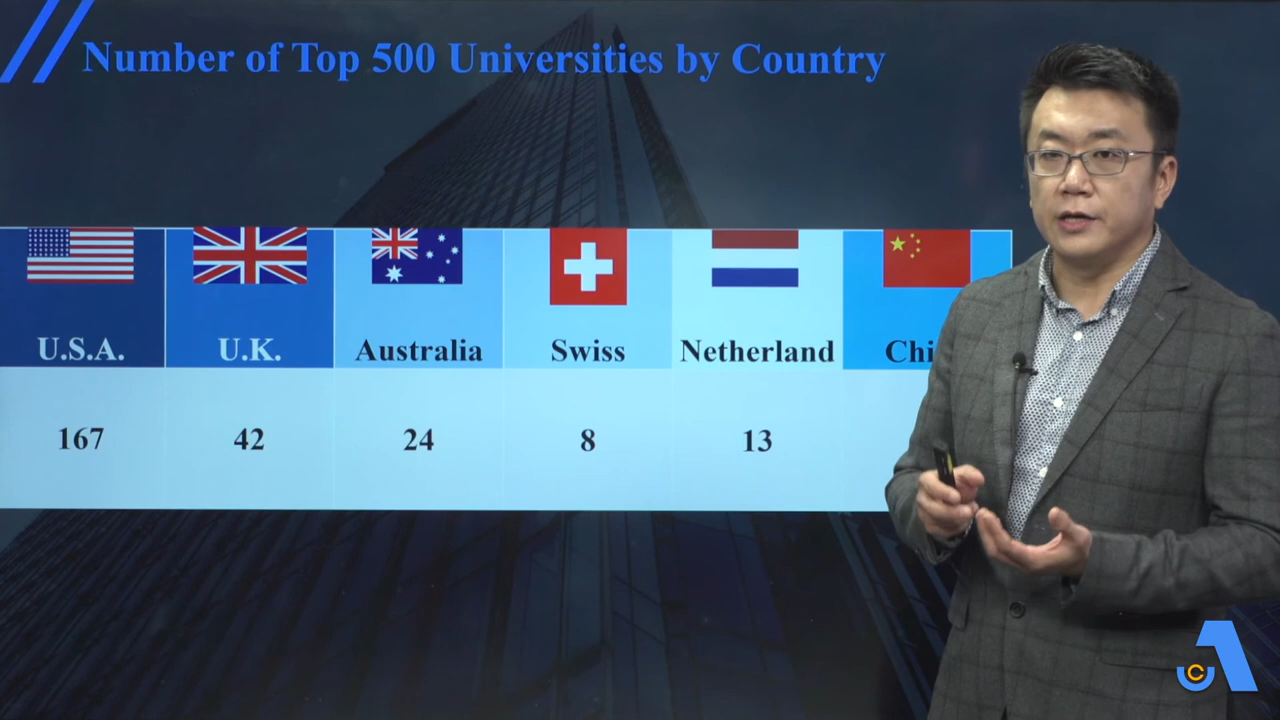 Number of Top 500 Universities by Country
U.S.A. U.K. Australia Swiss Netherland
167 42 24 8 13